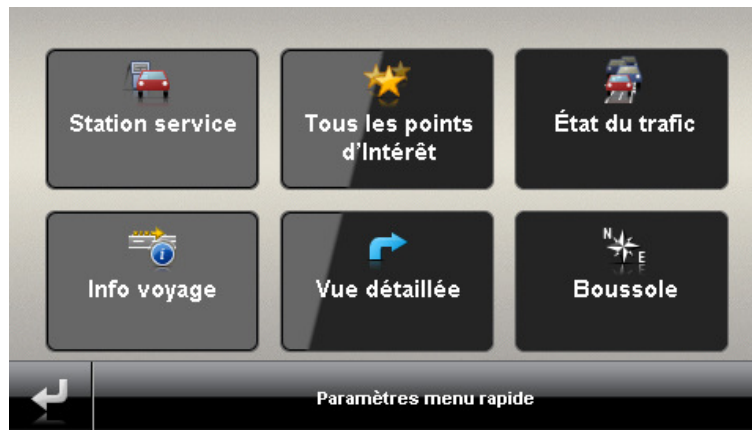 Station service
Tous les points
d'Intérêt
État du trafic
Info voyage
Vue détaillée
N
E
Boussole
Paramètres menu rapide